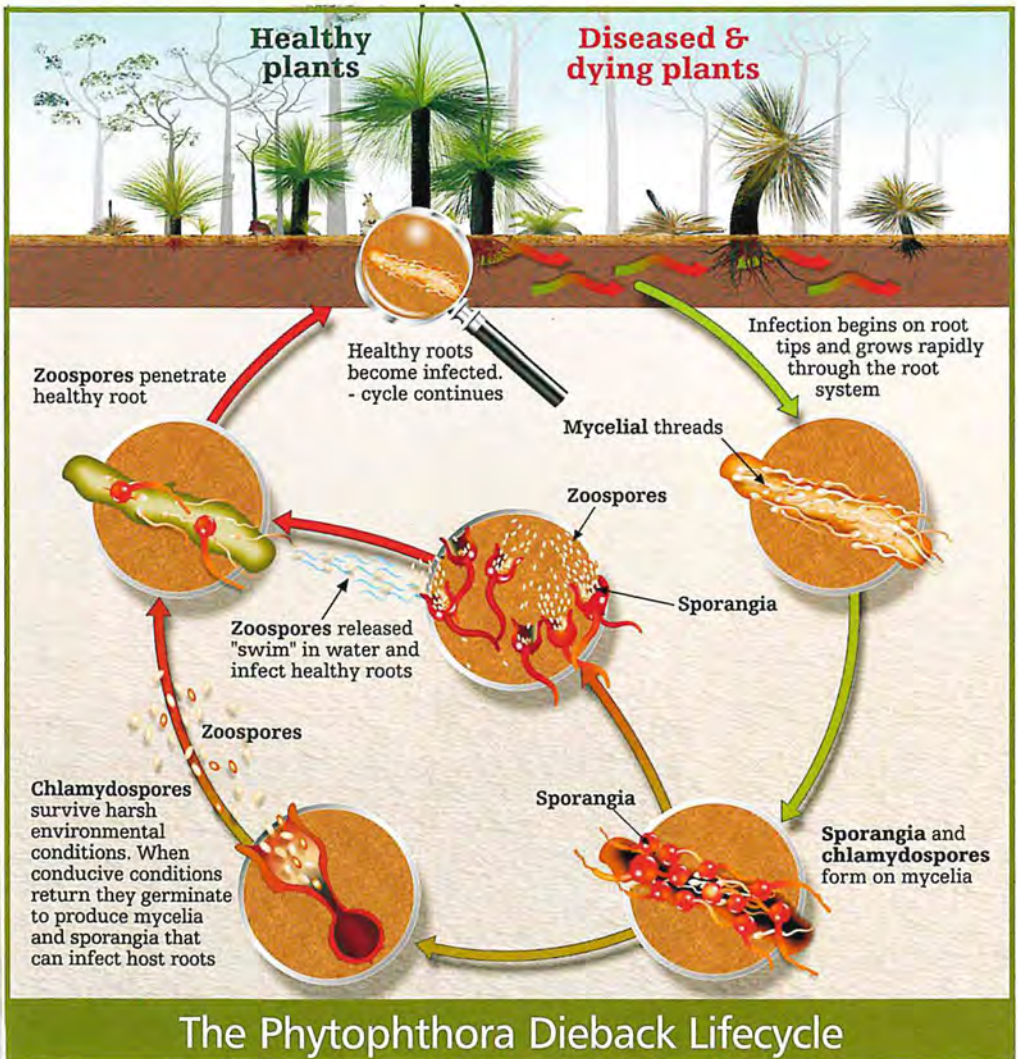 Healthy
plants
Diseased &
dying plants
Healthy roots
become infected.
- cycle continues
Infection begins on root
tips and grows rapidly
through the root
system
Zoospores penetrate
healthy root
Mycelial threads
Zoospores
Sporangia
Zoospores released
"swim" in water and
infect healthy roots
Zoospores
Chlamydospores
survive harsh
environmental
conditions. When
conducive conditions
return they germinate
to produce mycelia
and sporangia that
can infect host roots
Sporangia
Sporangia and
chlamydospores
form on mycelia
The Phytophthora Dieback Lifecycle